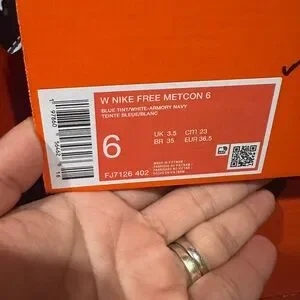 W NIKE FREE METCON 6
BLUE TINT/WHITE-ARMORY NAVY
TEINTE BLEUE/BLANC
6
UK 3.5 CM 23
BR 35 EUR 36.5
FJ7126 402